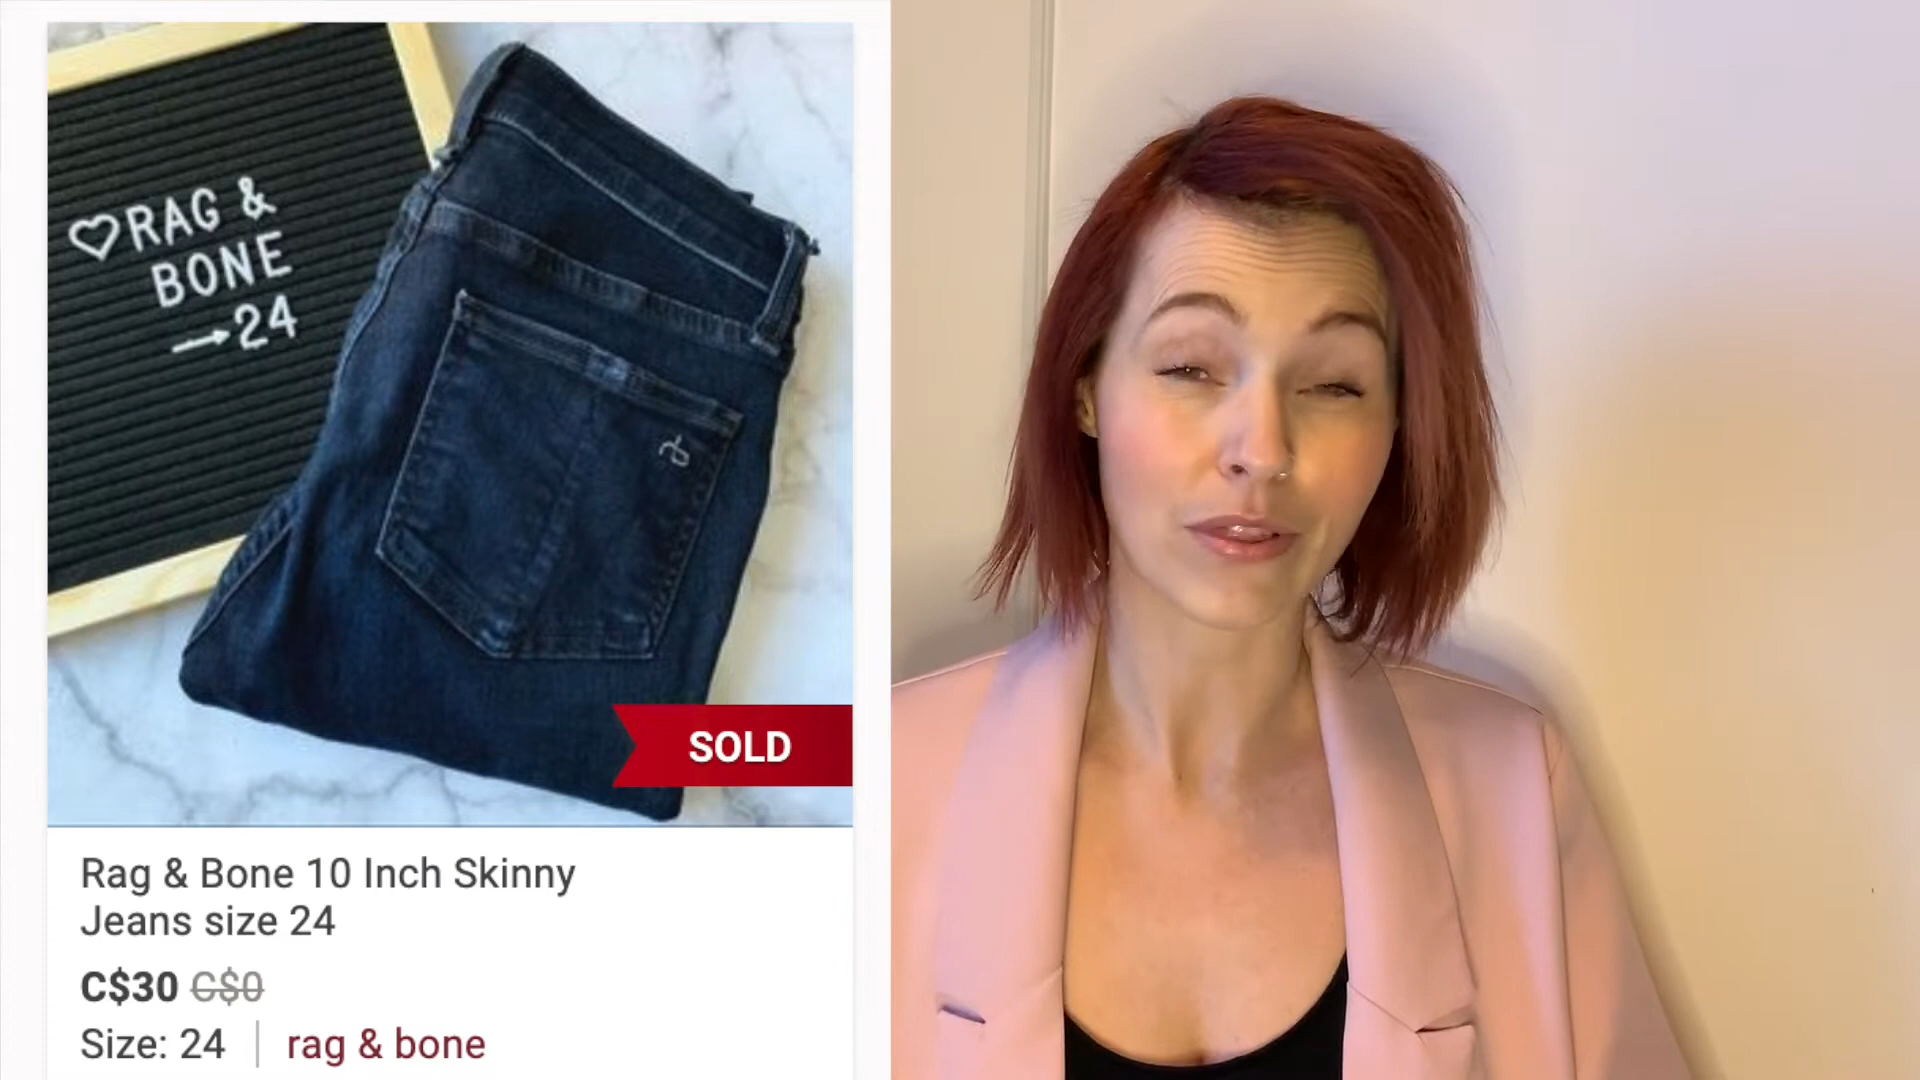 ♡RAG &
BONE
→24
SOLD
Rag & Bone 10 Inch Skinny
Jeans size 24
C$30 C$0
Size: 24 | rag & bone